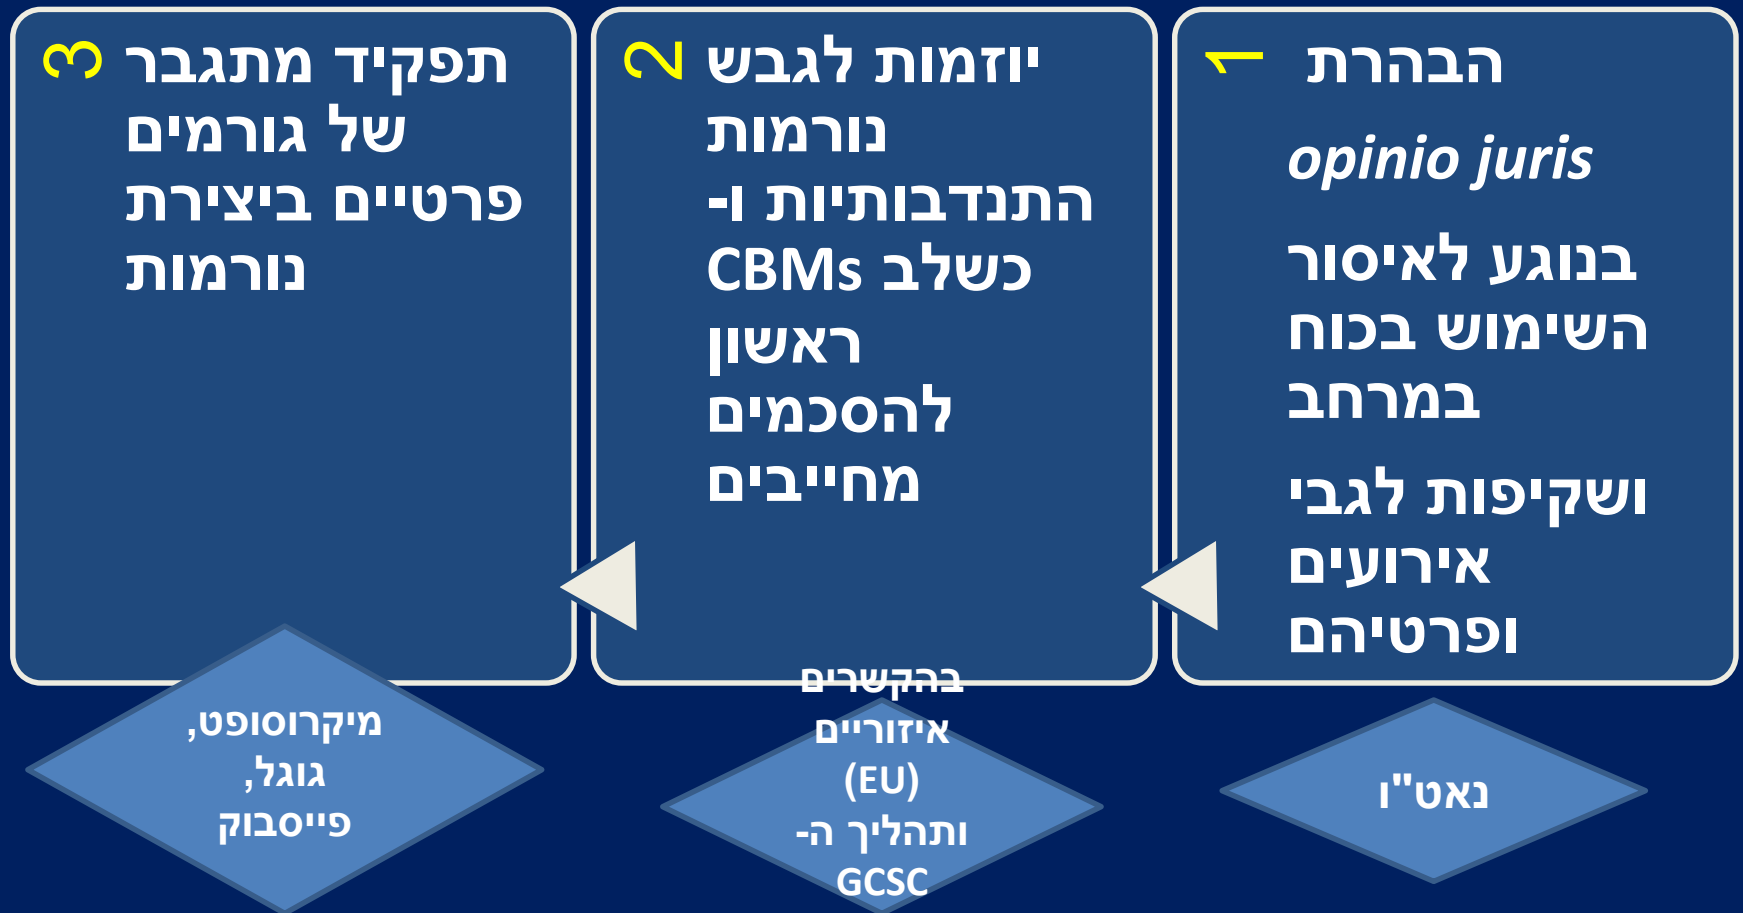 1
הבהרת
opinio juris
בנוגע לאיסור
השימוש בכוח
במרחב
ושקיפות לגבי
אירועים
ופרטיהם
נאט"ו
2
יוזמות לגבש
נורמות
התנדבותיות ו-
CBMs כשלב
ראשון
להסכמים
מחייבים
בהקשרים
איזוריים
(EU)
ותהליך ה-
GCSC
3
תפקיד מתגבר
של גורמים
פרטיים ביצירת
נורמות
מיקרוסופט,
גוגל,
פייסבוק